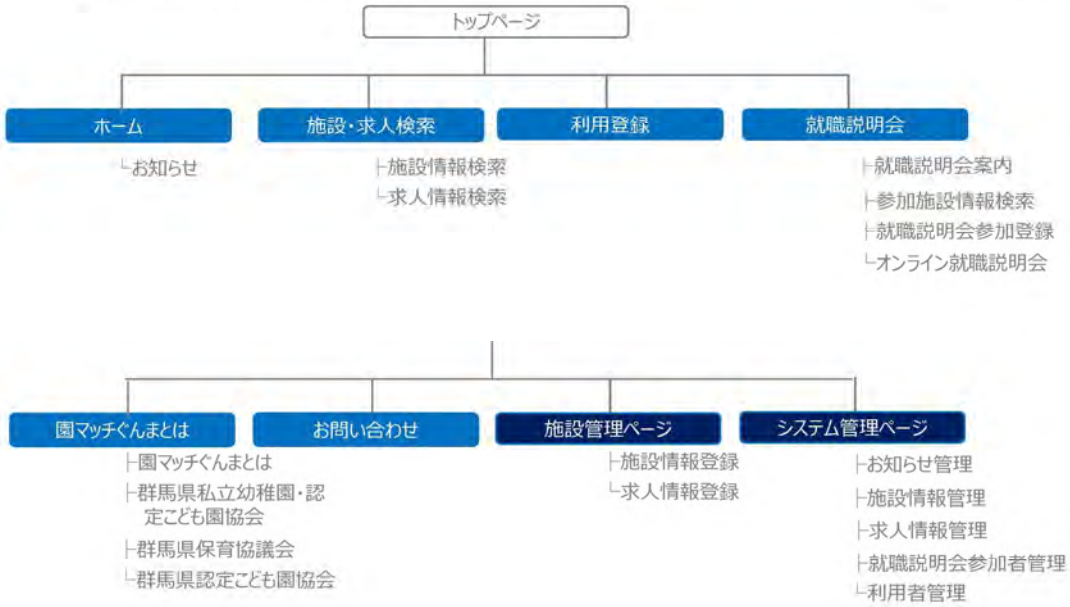 トップページ
ホーム
└お知らせ
施設・求人検索
├施設情報検索
└求人情報検索
利用登録
就職説明会
├就職説明会案内
├参加施設情報検索
├就職説明会参加登録
└オンライン就職説明会
園マッチぐんまとは
├園マッチぐんまとは
├群馬県私立幼稚園・認
定こども園協会
├群馬県保育協議会
└群馬県認定こども園協会
お問い合わせ
施設管理ページ
├施設情報登録
└求人情報登録
システム管理ページ
├お知らせ管理
├施設情報管理
├求人情報管理
├就職説明会参加者管理
└利用者管理